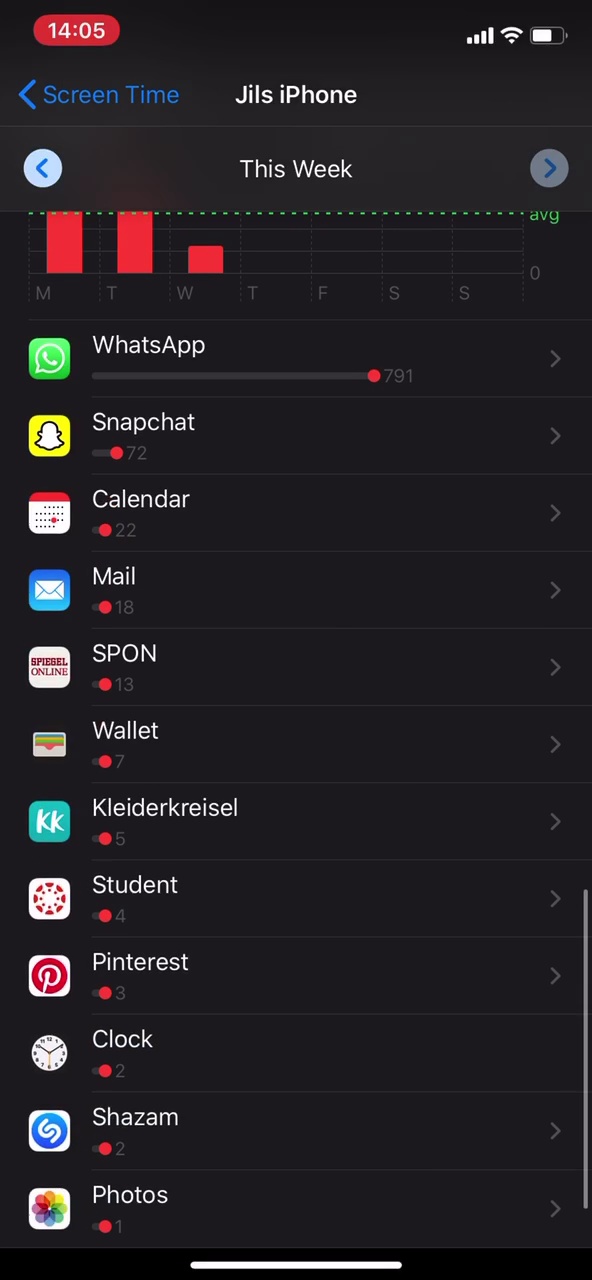 14:05
Screen Time
Jils iPhone
This Week
avg
0
M T W T F S S
WhatsApp
791
Snapchat
72
Calendar
22
Mail
18
SPIEGEL
ONLINE
SPON
13
Wallet
7
KK
Kleiderkreisel
5
Student
4
Pinterest
3
Clock
2
Shazam
2
Photos
1